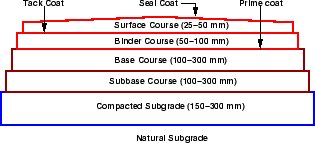 Tack Coat Seal Coat Prime coat
Surface Course (25–50 mm)
Binder Course (50–100 mm)
Base Course (100–300 mm)
Subbase Course (100–300 mm)
Compacted Subgrade (150–300 mm)
Natural Subgrade